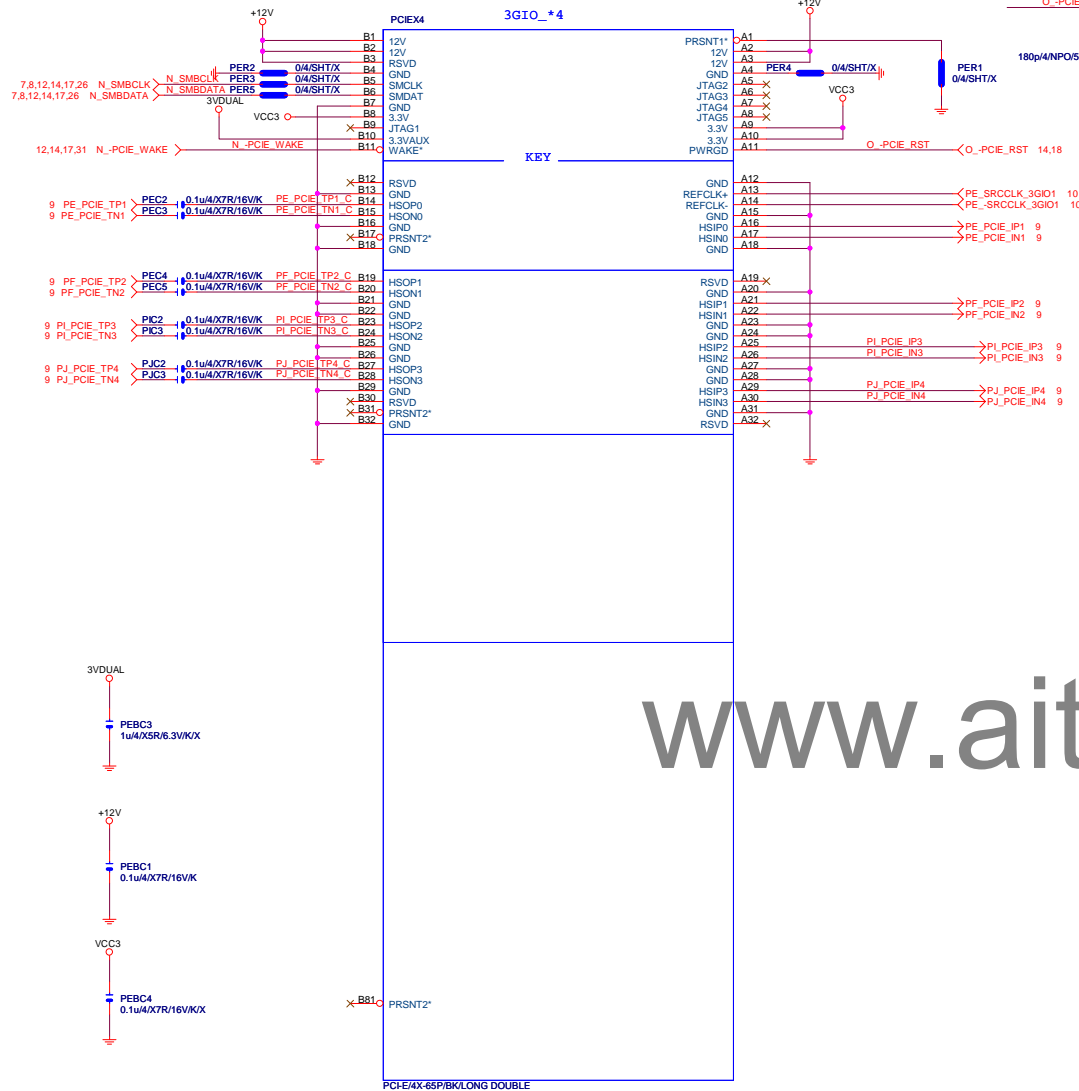 3GIO_*4
PCIEX4
+12V
+12V
O_-PCIE
B1 12V
B2 12V
B3 RSVD
B4 GND
B5 SMCLK
B6 SMDAT
B7 GND
B8 3.3V
B9 JTAG1
B10 3.3VAUX
B11 WAKE*
PRSNT1* A1
12V A2
12V A3
GND A4
JTAG2 A5
JTAG3 A6
JTAG4 A7
JTAG5 A8
3.3V A9
3.3V A10
PWRGD A11
PER2 0/4/SHT/X
7,8,12,14,17,26 N_SMBCLK N_SMBCLK PER3 0/4/SHT/X
7,8,12,14,17,26 N_SMBDATA N_SMBDATA PER5 0/4/SHT/X
3VDUAL
VCC3
12,14,17,31 N_-PCIE_WAKE N_-PCIE_WAKE
PER4 0/4/SHT/X
VCC3
PER1
0/4/SHT/X
180p/4/NPO/5
O_-PCIE_RST O_-PCIE_RST 14,18
KEY
B12 RSVD
B13 GND
B14 HSOP0
B15 HSON0
B16 GND
B17 PRSNT2*
B18 GND
GND A12
REFCLK+ A13
REFCLK- A14
GND A15
HSIP0 A16
HSIN0 A17
GND A18
9 PE_PCIE_TP1 PEC2 0.1u/4/X7R/16V/K PE_PCIE_TP1_C
9 PE_PCIE_TN1 PEC3 0.1u/4/X7R/16V/K PE_PCIE_TN1_C
PE_SRCCLK_3GIO1 10
PE_-SRCCLK_3GIO1 10
PE_PCIE_IP1 9
PE_PCIE_IN1 9
B19 HSOP1
B20 HSON1
B21 GND
B22 GND
B23 HSOP2
B24 HSON2
B25 GND
B26 GND
B27 HSOP3
B28 HSON3
B29 GND
B30 RSVD
B31 PRSNT2*
B32 GND
RSVD A19
GND A20
HSIP1 A21
HSIN1 A22
GND A23
GND A24
HSIP2 A25
HSIN2 A26
GND A27
GND A28
HSIP3 A29
HSIN3 A30
GND A31
RSVD A32
9 PF_PCIE_TP2 PEC4 0.1u/4/X7R/16V/K PF_PCIE_TP2_C
9 PF_PCIE_TN2 PEC5 0.1u/4/X7R/16V/K PF_PCIE_TN2_C
9 PI_PCIE_TP3 PIC2 0.1u/4/X7R/16V/K PI_PCIE_TP3_C
9 PI_PCIE_TN3 PIC3 0.1u/4/X7R/16V/K PI_PCIE_TN3_C
9 PJ_PCIE_TP4 PJC2 0.1u/4/X7R/16V/K PJ_PCIE_TP4_C
9 PJ_PCIE_TN4 PJC3 0.1u/4/X7R/16V/K PJ_PCIE_TN4_C
PF_PCIE_IP2 9
PF_PCIE_IN2 9
PI_PCIE_IP3 PI_PCIE_IP3 9
PI_PCIE_IN3 PI_PCIE_IN3 9
PJ_PCIE_IP4 PJ_PCIE_IP4 9
PJ_PCIE_IN4 PJ_PCIE_IN4 9
3VDUAL
PEBC3
1u/4/X5R/6.3V/K/X
www.ait
+12V
PEBC1
0.1u/4/X7R/16V/K
VCC3
PEBC4
0.1u/4/X7R/16V/K/X
B81 PRSNT2*
PCI-E/4X-65P/BK/LONG DOUBLE